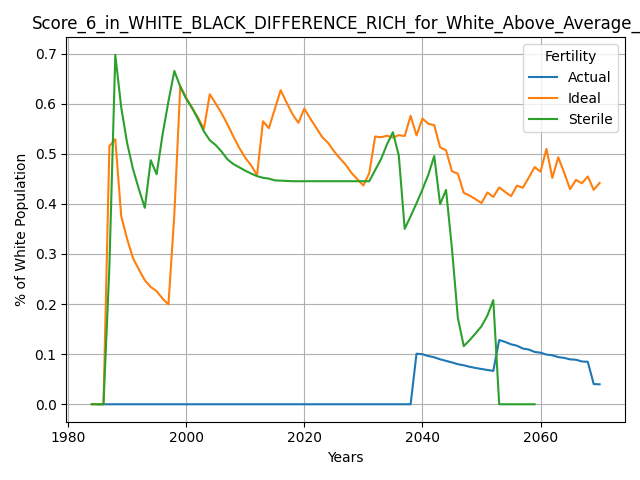 Score_6_in_WHITE_BLACK_DIFFERENCE_RICH_for_White_Above_Average_
% of White Population
0.7
0.6
0.5
0.4
0.3
0.2
0.1
0.0
Fertility
Actual
Ideal
Sterile
1980
2000
2020
2040
2060
Years